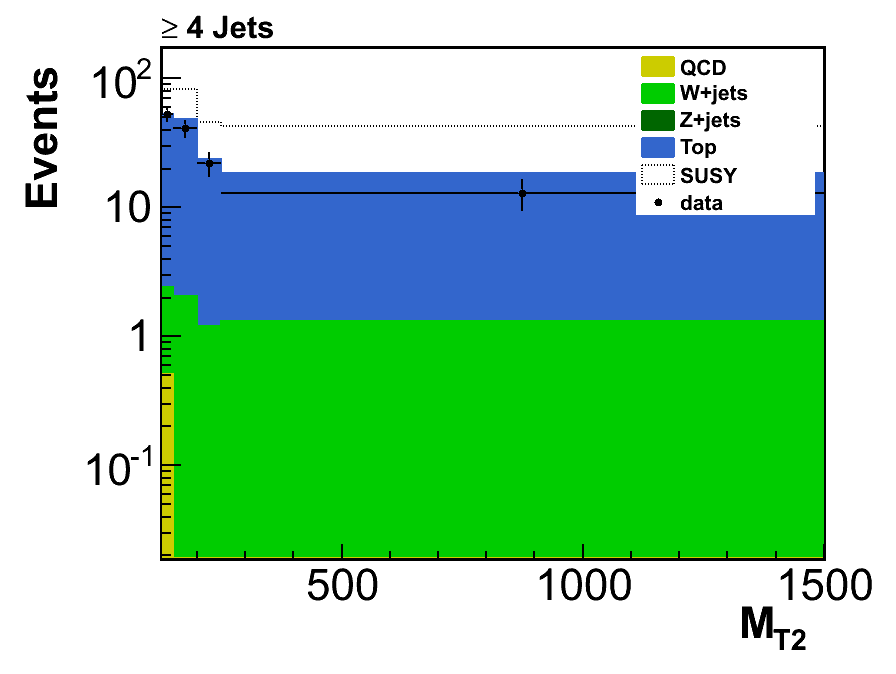 ≥ 4 Jets
Events
10²
10
1
10⁻¹
QCD
W+jets
Z+jets
Top
SUSY
data
500
1000
1500
M_T2